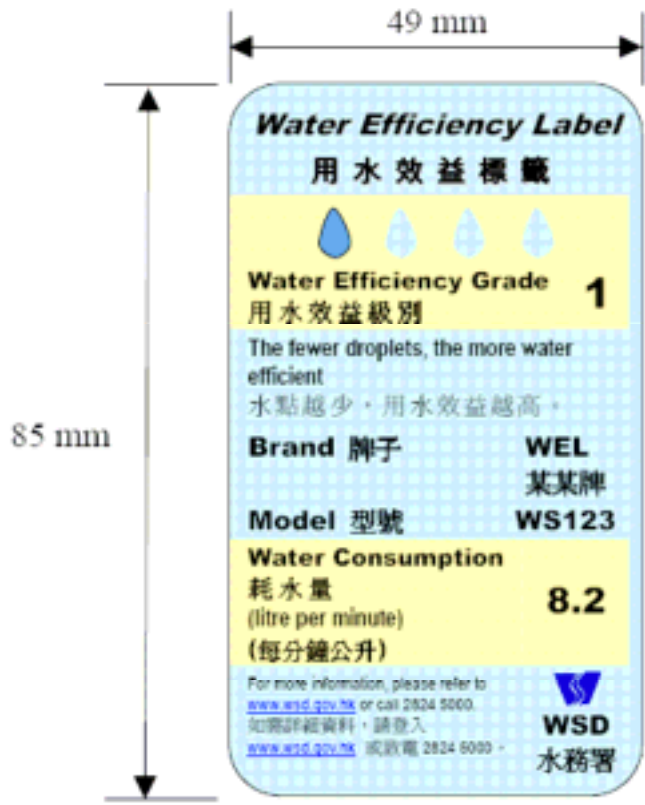 49 mm
85 mm
Water Efficiency Label
用水效益標籤
Water Efficiency Grade 1
用水效益級別
The fewer droplets, the more water
efficient
水點越少，用水效益越高。
Brand 牌子 WEL
某某牌
Model 型號 WS123
Water Consumption
耗水量
(litre per minute) 8.2
(每分鐘公升)
For more information, please refer to
www.wsd.gov.hk or call 2824 5000.
如需詳細資料，請登入
www.wsd.gov.hk 或致電 2824 5000。
WSD
水務署